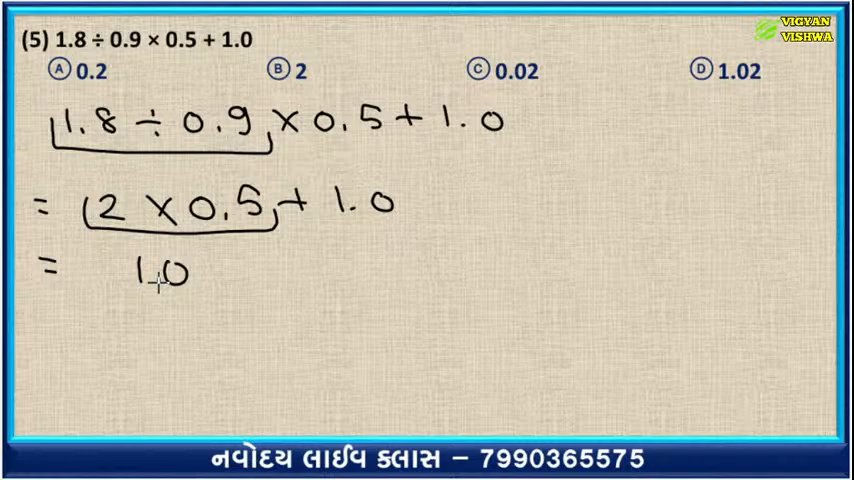 VIGYAN
VISHWA
(5) 1.8 ÷ 0.9 × 0.5 + 1.0
A 0.2 B 2 C 0.02 D 1.02
1.8 ÷ 0.9 × 0.5 + 1.0
= 2 × 0.5 + 1.0
= 1.0
નવોદય લાઈવ ક્લાસ – 7990365575